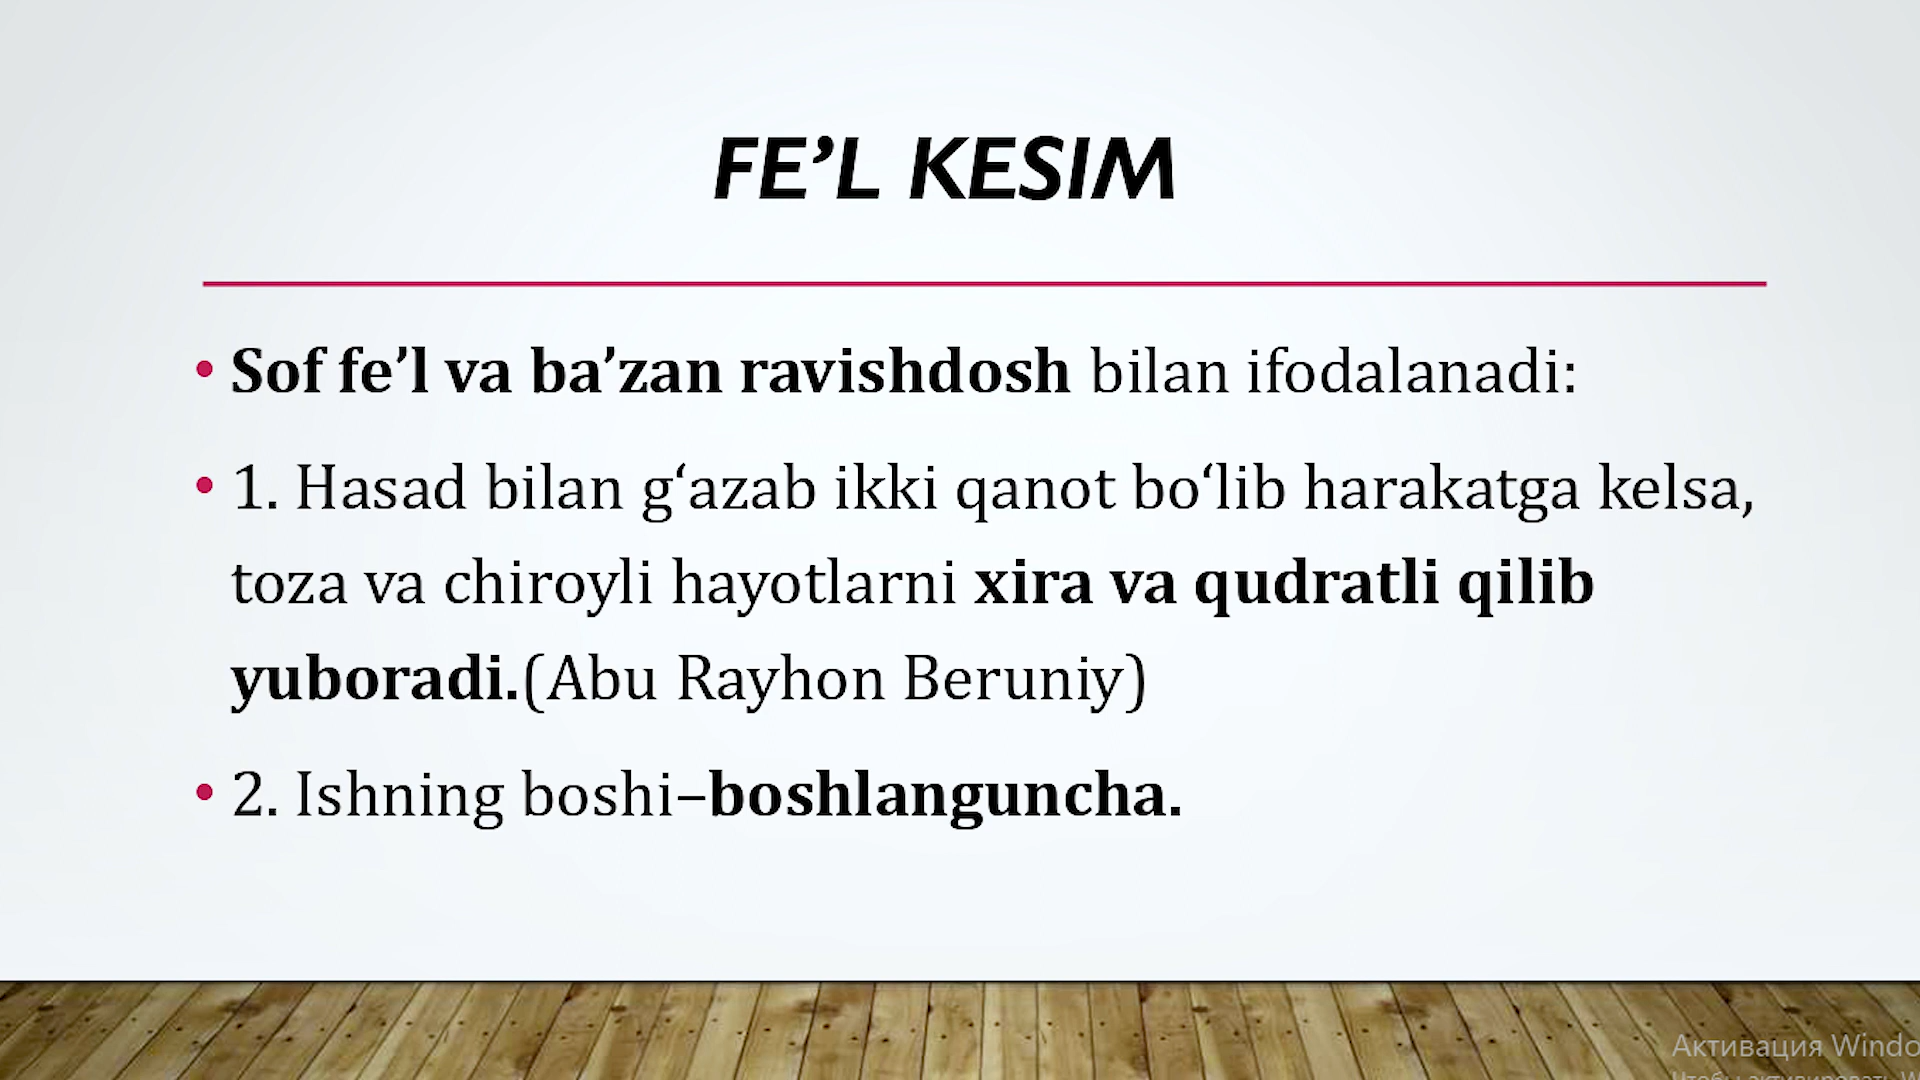 FE’L KESIM
• Sof fe’l va ba’zan ravishdosh bilan ifodalanadi:
• 1. Hasad bilan g‘azab ikki qanot bo‘lib harakatga kelsa,
toza va chiroyli hayotlarni xira va qudratli qilib
yuboradi.(Abu Rayhon Beruniy)
• 2. Ishning boshi–boshlanguncha.
Активация Windo
Чтобы активировать W